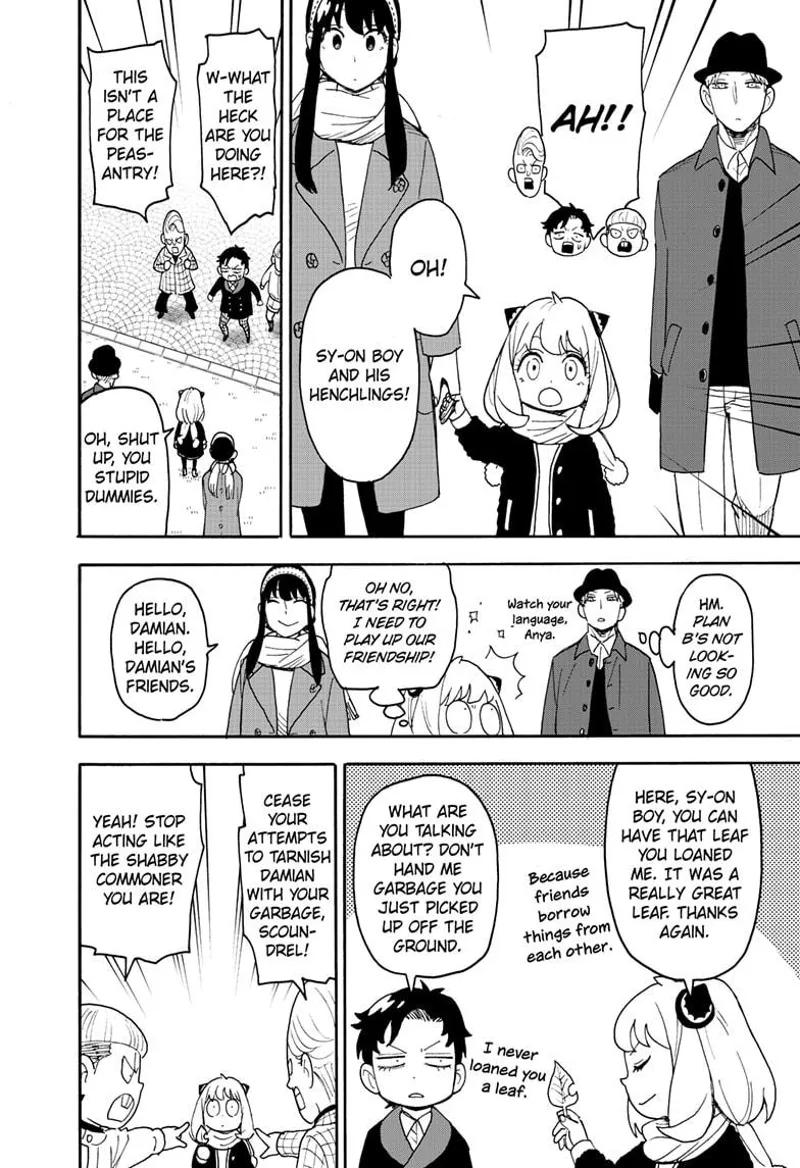 AH!!
OH!
SY-ON BOY
AND HIS
HENCHLINGS!
W-WHAT
THE
HECK
ARE YOU
DOING
HERE?!
THIS
ISN'T A
PLACE
FOR THE
PEAS-
ANTRY!
OH, SHUT
UP, YOU
STUPID
DUMMIES.
HM.
PLAN
B'S NOT
LOOK-
ING SO
GOOD.
Watch your
language,
Anya.
OH NO,
THAT'S RIGHT!
I NEED TO
PLAY UP OUR
FRIENDSHIP!
HELLO,
DAMIAN.
HELLO,
DAMIAN'S
FRIENDS.
HERE, SY-ON
BOY, YOU CAN
HAVE THAT LEAF
YOU LOANED
ME. IT WAS A
REALLY GREAT
LEAF. THANKS
AGAIN.
Because
friends
borrow
things from
each other.
WHAT ARE
YOU TALKING
ABOUT? DON'T
HAND ME
GARBAGE YOU
JUST PICKED
UP OFF THE
GROUND.
I never
loaned you
a leaf.
CEASE
YOUR
ATTEMPTS
TO TARNISH
DAMIAN
WITH YOUR
GARBAGE,
SCOUN-
DREL!
YEAH! STOP
ACTING LIKE
THE SHABBY
COMMONER
YOU ARE!